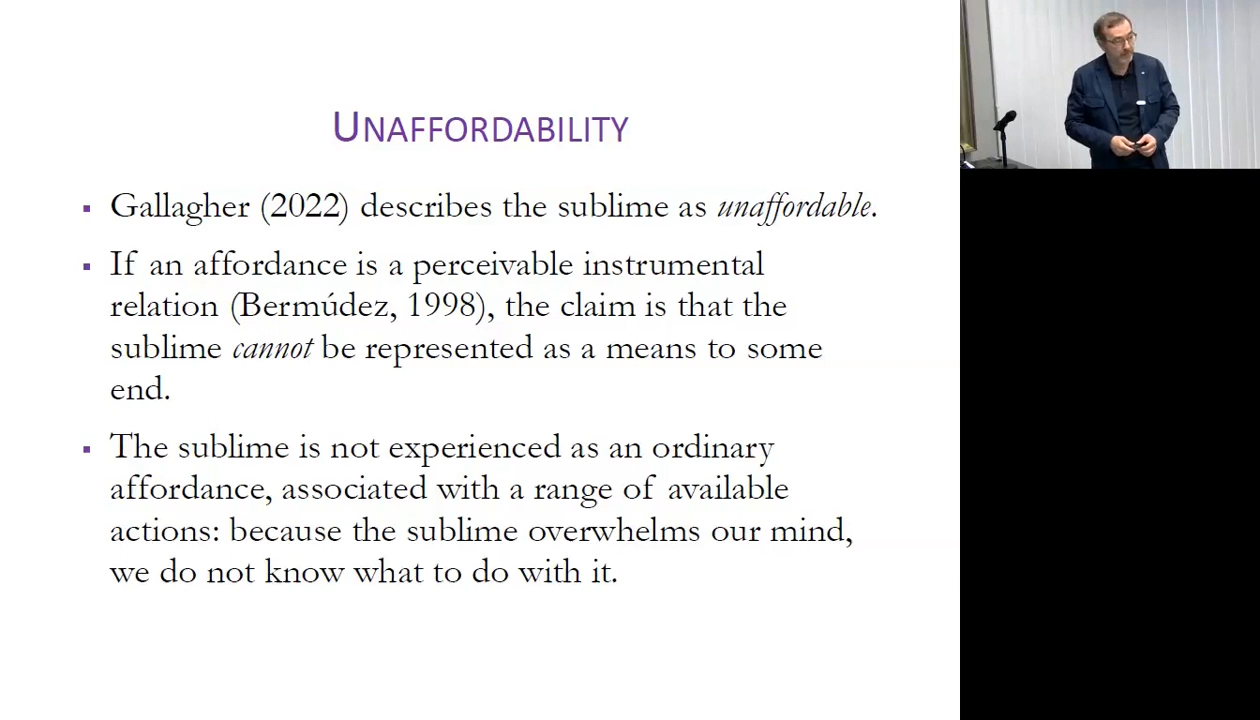 UNAFFORDABILITY
▪ Gallagher (2022) describes the sublime as unaffordable.
▪ If an affordance is a perceivable instrumental
relation (Bermúdez, 1998), the claim is that the
sublime cannot be represented as a means to some
end.
▪ The sublime is not experienced as an ordinary
affordance, associated with a range of available
actions: because the sublime overwhelms our mind,
we do not know what to do with it.